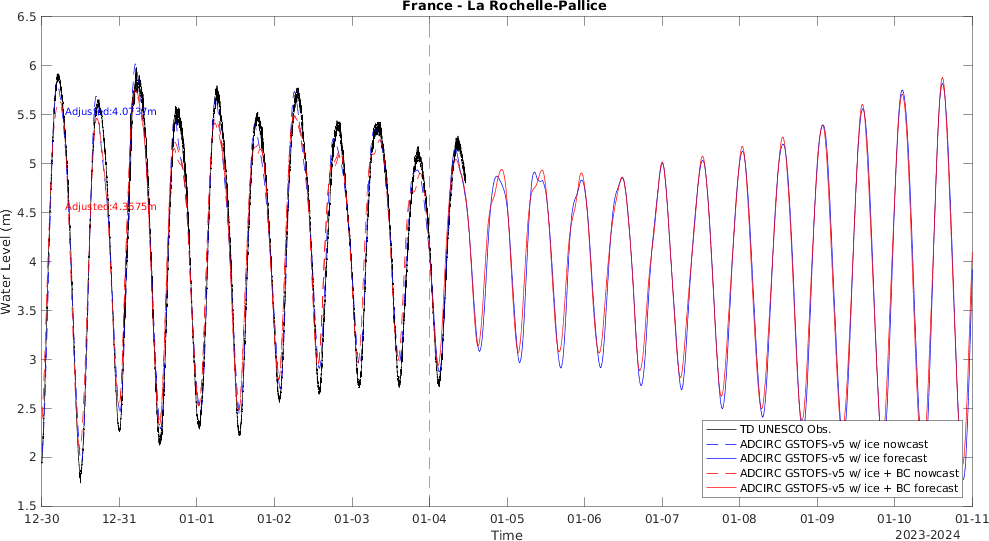 France - La Rochelle-Pallice
6.5
6
5.5
5
4.5
4
3.5
3
2.5
2
1.5
Water Level (m)
Adjusted:4.0737m
Adjusted:4.3575m
TD UNESCO Obs.
ADCIRC GSTOFS-v5 w/ ice nowcast
ADCIRC GSTOFS-v5 w/ ice forecast
ADCIRC GSTOFS-v5 w/ ice + BC nowcast
ADCIRC GSTOFS-v5 w/ ice + BC forecast
12-30 12-31 01-01 01-02 01-03 01-04 01-05 01-06 01-07 01-08 01-09 01-10 01-11
Time
2023-2024